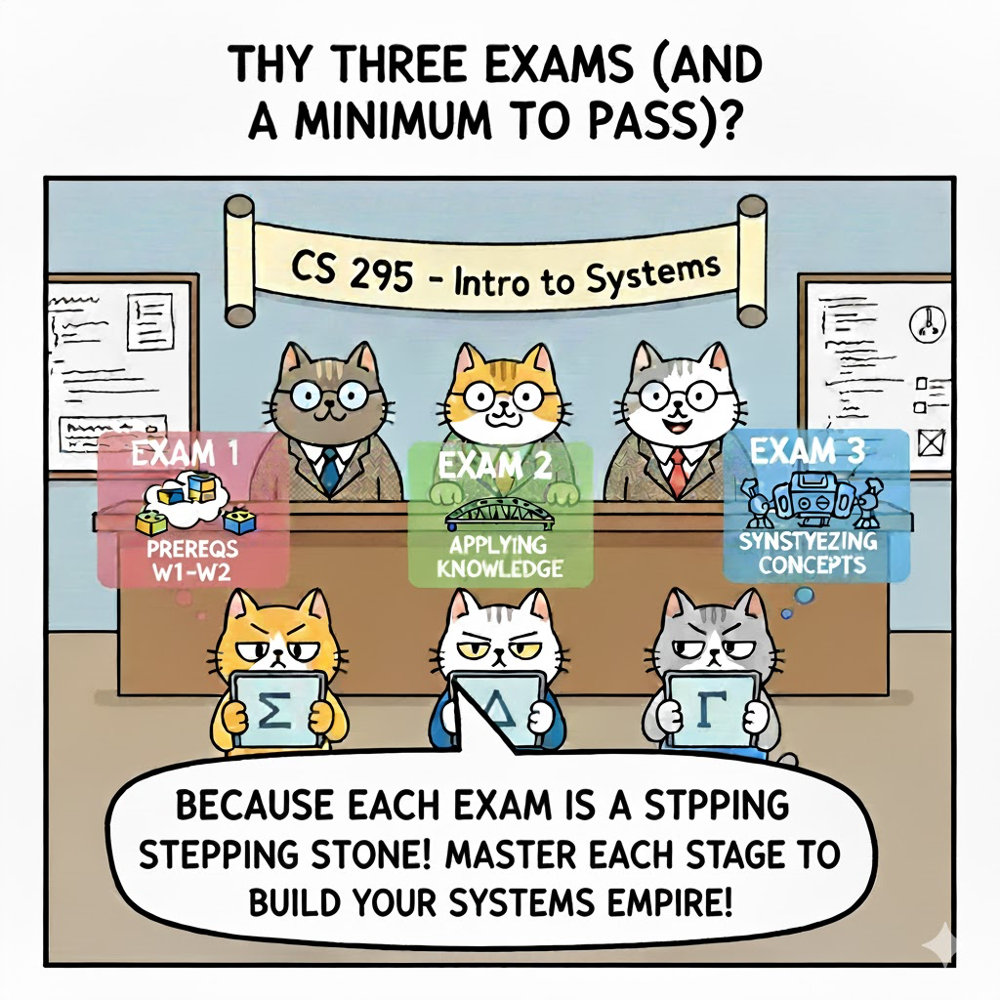 THY THREE EXAMS (AND
A MINIMUM TO PASS)?
CS 295 - Intro to Systems
EXAM 1
PREREQS
W1-W2
EXAM 2
APPLYING
KNOWLEDGE
EXAM 3
SYNSTYEZING
CONCEPTS
Σ
Δ
Γ
BECAUSE EACH EXAM IS A STPPING
STEPPING STONE! MASTER EACH STAGE TO
BUILD YOUR SYSTEMS EMPIRE!